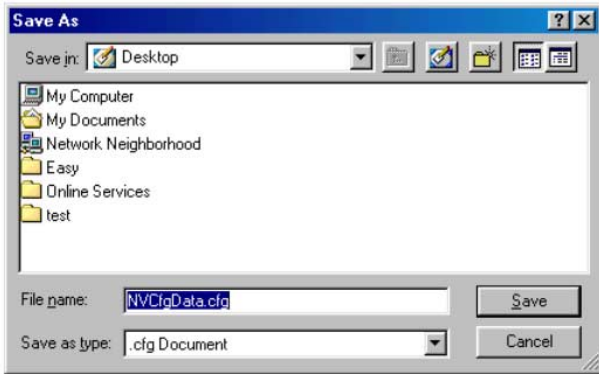 Save As
Save in: Desktop
My Computer
My Documents
Network Neighborhood
Easy
Online Services
test
File name: NVCfgData.cfg Save
Save as type: .cfg Document Cancel